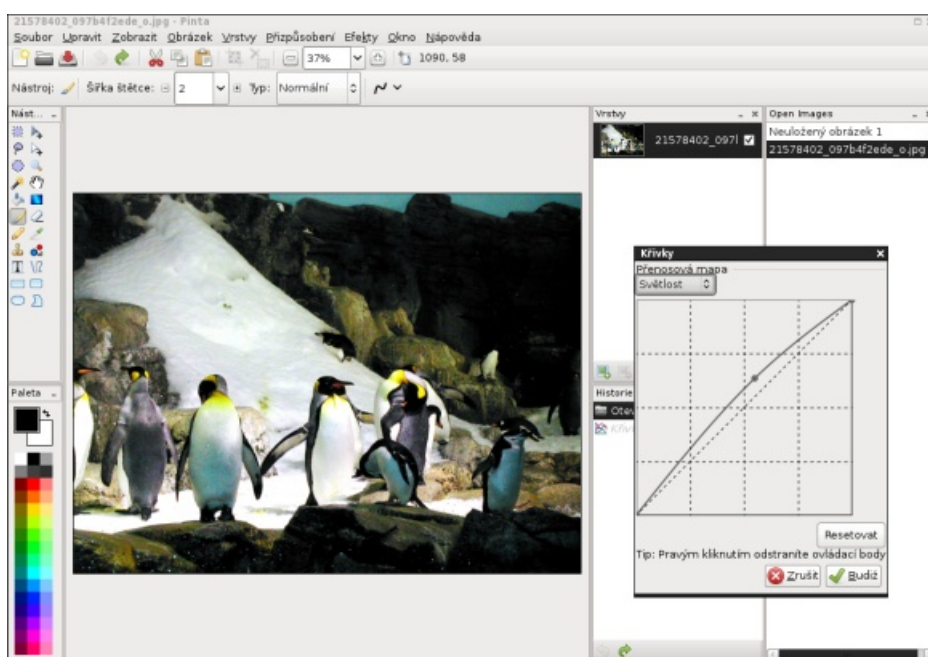 21578402_097b4f2ede_o.jpg - Pinta
Soubor Upravit Zobrazit Obrázek Vrstvy Přizpůsobení Efekty Okno Nápověda
37% 1090, 58
Nástroj: Šířka štětce: 2 Typ: Normální
Nást...
Vrstvy
Open Images
21578402_097l
Neuložený obrázek 1
21578402_097b4f2ede_o.jpg
Křivky
Přenosová mapa
Světlost
Paleta
Historie
Otev
Křiv
Resetovat
Tip: Pravým kliknutím odstraníte ovládací body
Zrušit Budiž